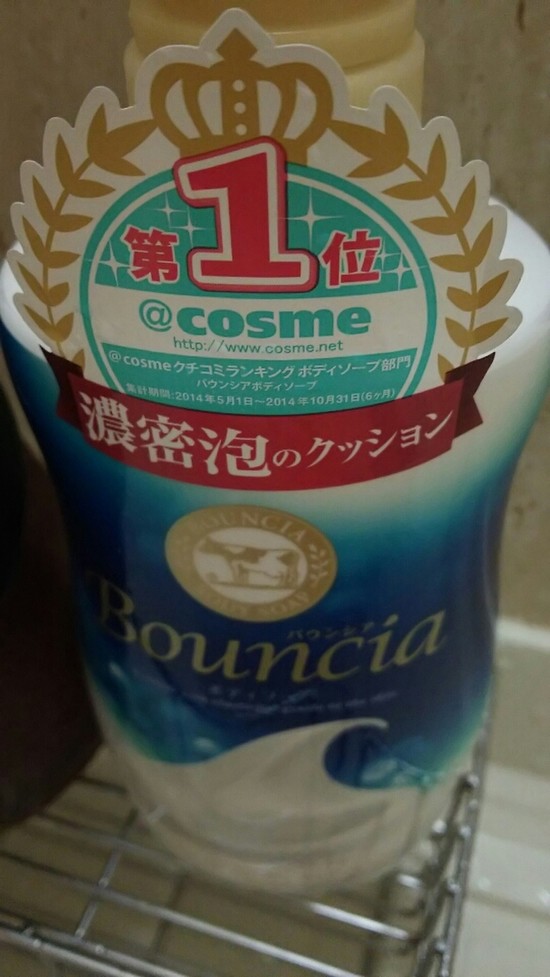 第1位
@cosme
http://www.cosme.net
@cosmeクチコミランキング ボディソープ部門
バウンシアボディソープ
集計期間:2014年5月1日~2014年10月31日(6ヶ月)
濃密泡のクッション
BOUNCIA
SOAP
バウンシア
Bouncia
ボディソープ